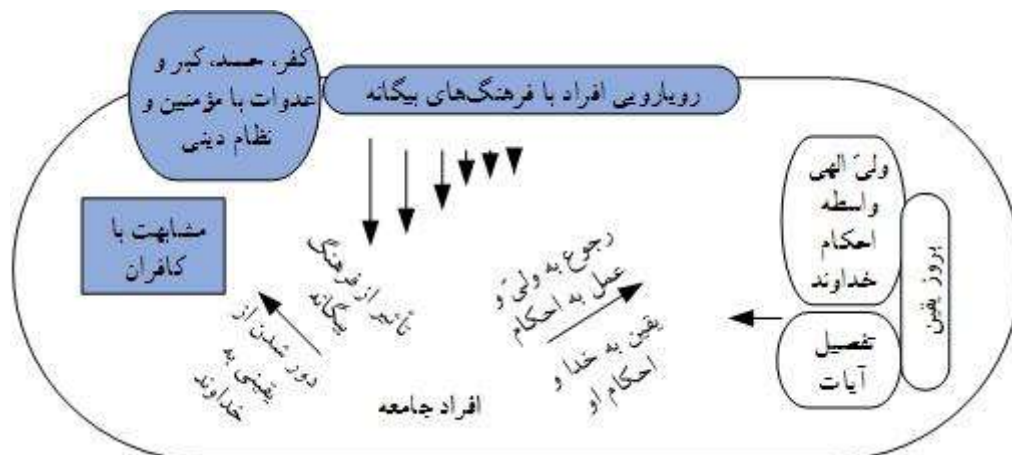 کفر، حسد، کبر و
عدوات با مؤمنین و
نظام دینی
رویارویی افراد با فرهنگ‌های بیگانه
ولیّ الهی
واسطه
احکام
خداوند
بروز یقین
تفصیل
آیات
مشابهت با
کافران
تأثیر از فرهنگ
بیگانه
دور شدن از
یقینی به
خداوند
رجوع به ولیّ و
عمل به احکام
یقین به خدا و
احکام او
افراد جامعه